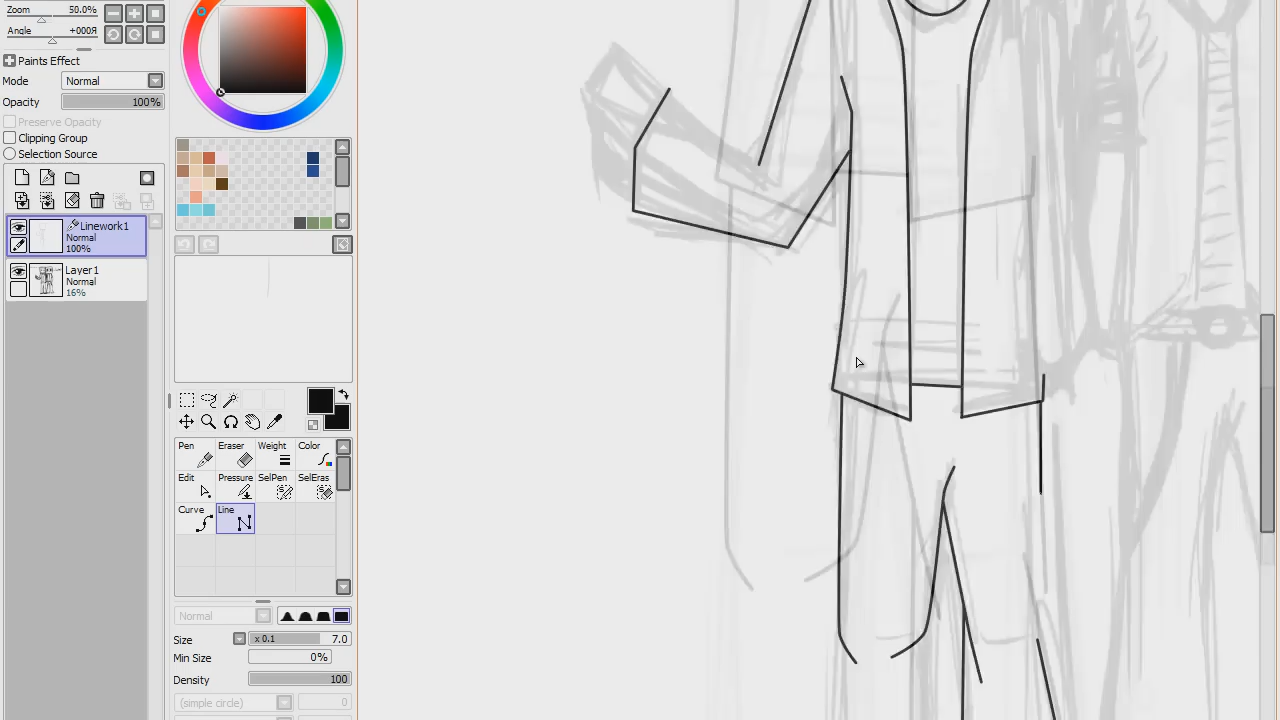 Zoom 50.0%
Angle +000Я
Paints Effect
Mode Normal
Opacity 100%
Preserve Opacity
Clipping Group
Selection Source
Linework1
Normal
100%
Layer1
Normal
16%
Pen Eraser Weight Color
Edit Pressure SelPen SelEras
Curve Line
Normal
Size x 0.1 7.0
Min Size 0%
Density 100
(simple circle) 0